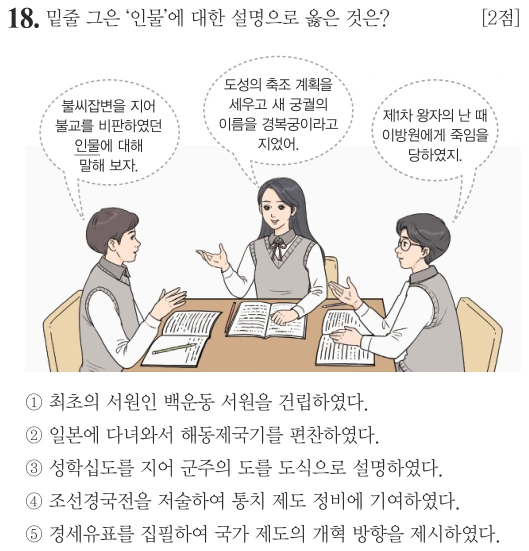 18. 밑줄 그은 '인물'에 대한 설명으로 옳은 것은? [2점]
불씨잡변을 지어
불교를 비판하였던
인물에 대해
말해 보자.
도성의 축조 계획을
세우고 새 궁궐의
이름을 경복궁이라고
지었어.
제1차 왕자의 난 때
이방원에게 죽임을
당하였지.
① 최초의 서원인 백운동 서원을 건립하였다.
② 일본에 다녀와서 해동제국기를 편찬하였다.
③ 성학십도를 지어 군주의 도를 도식으로 설명하였다.
④ 조선경국전을 저술하여 통치 제도 정비에 기여하였다.
⑤ 경세유표를 집필하여 국가 제도의 개혁 방향을 제시하였다.